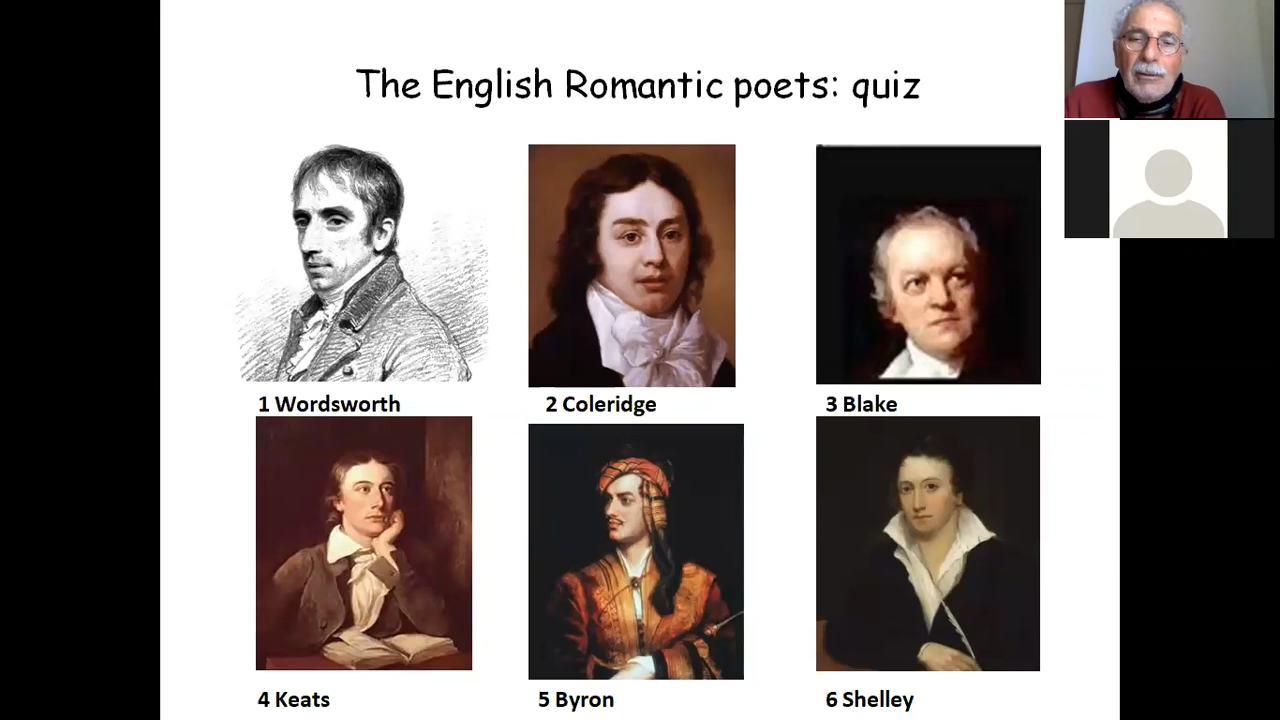 The English Romantic poets: quiz
1 Wordsworth
2 Coleridge
3 Blake
4 Keats
5 Byron
6 Shelley